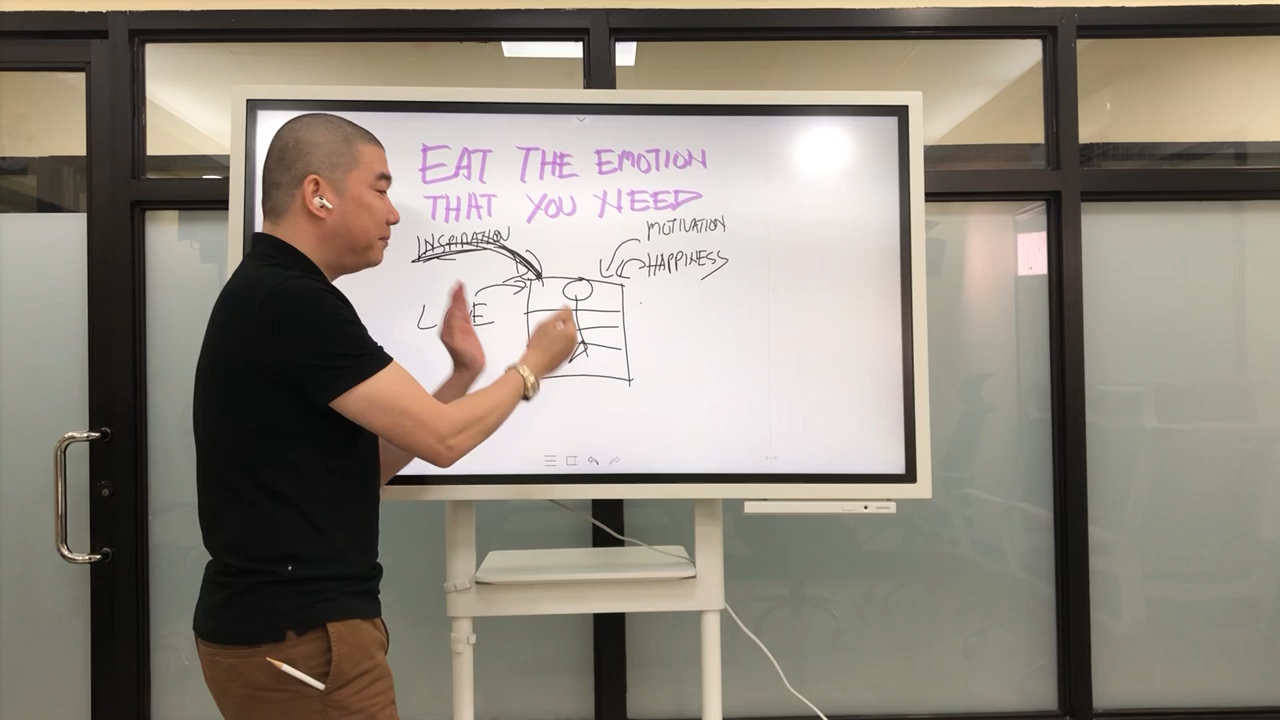 EAT THE EMOTION
THAT YOU NEED
INSPIRATION
MOTIVATION
HAPPINESS